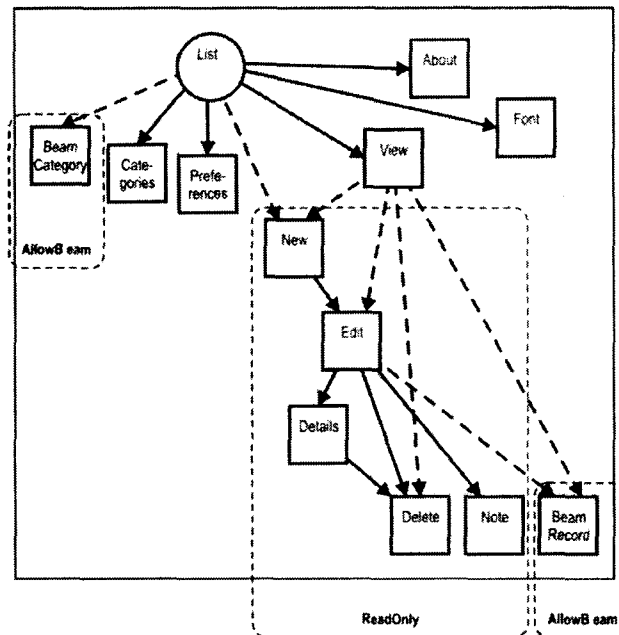 List
About
Font
Beam
Category
Cate-
gories
Prefe-
rences
View
AllowB eam
New
Edit
Details
Delete
Note
Beam
Record
ReadOnly
AllowB eam